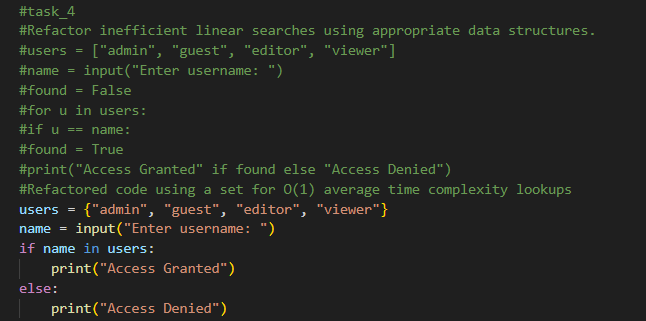 #task_4
#Refactor inefficient linear searches using appropriate data structures.
#users = ["admin", "guest", "editor", "viewer"]
#name = input("Enter username: ")
#found = False
#for u in users:
#if u == name:
#found = True
#print("Access Granted" if found else "Access Denied")
#Refactored code using a set for O(1) average time complexity lookups
users = {"admin", "guest", "editor", "viewer"}
name = input("Enter username: ")
if name in users:
    print("Access Granted")
else:
    print("Access Denied")